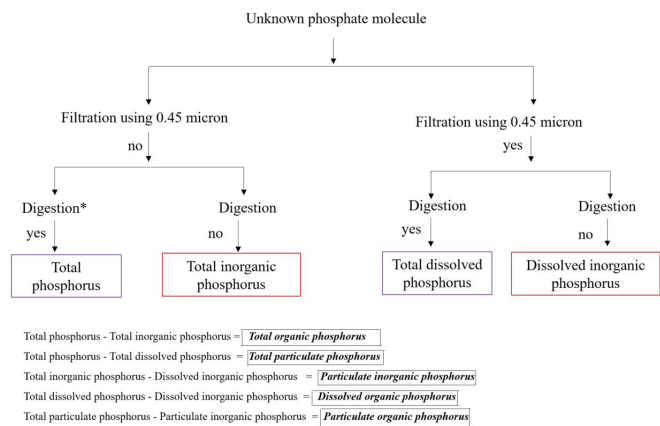 Unknown phosphate molecule
Filtration using 0.45 micron
Filtration using 0.45 micron
no
yes
Digestion*
Digestion
Digestion
Digestion
yes
no
yes
no
Total
phosphorus
Total inorganic
phosphorus
Total dissolved
phosphorus
Dissolved inorganic
phosphorus
Total phosphorus - Total inorganic phosphorus = Total organic phosphorus
Total phosphorus - Total dissolved phosphorus = Total particulate phosphorus
Total inorganic phosphorus - Dissolved inorganic phosphorus = Particulate inorganic phosphorus
Total dissolved phosphorus - Dissolved inorganic phosphorus = Dissolved organic phosphorus
Total particulate phosphorus - Particulate inorganic phosphorus = Particulate organic phosphorus